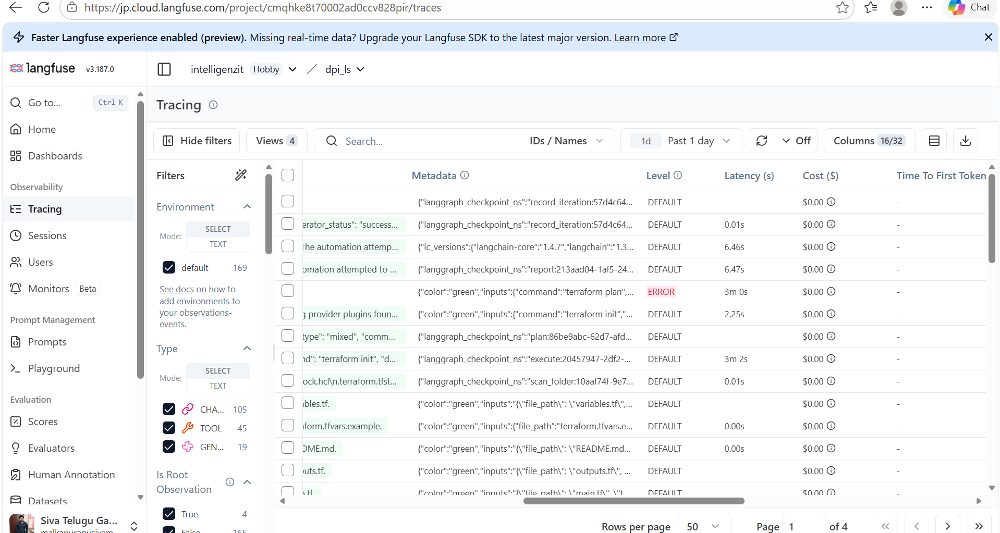 https://jp.cloud.langfuse.com/project/cmqhke8t70002ad0ccv828pir/traces
Chat
Faster Langfuse experience enabled (preview). Missing real-time data? Upgrade your Langfuse SDK to the latest major version. Learn more
langfuse v3.187.0
intelligenzit Hobby / dpi_ls
Go to... Ctrl K
Home
Dashboards
Observability
Tracing
Sessions
Users
Monitors Beta
Prompt Management
Prompts
Playground
Evaluation
Scores
Evaluators
Human Annotation
Datasets
Siva Telugu Ga...
malkapurapusivam
Tracing
Hide filters
Views 4
Search...
IDs / Names
1d Past 1 day
Off
Columns 16/32
Filters
Environment
Mode: SELECT
TEXT
default 169
See docs on how to
add environments to
your observations-
events.
Type
Mode: SELECT
TEXT
CHA... 105
TOOL 45
GEN... 19
Is Root
Observation
True 4
False 165
Metadata Level Latency (s) Cost ($) Time To First Token
{"langgraph_checkpoint_ns":"record_iteration:57d4c64... DEFAULT $0.00 -
erator_status": "success... {"langgraph_checkpoint_ns":"record_iteration:57d4c64... DEFAULT 0.01s $0.00 -
The automation attemp... {"lc_versions":{"langchain-core":"1.4.7","langchain":"1.3... DEFAULT 6.46s $0.00 -
omation attempted to ... {"langgraph_checkpoint_ns":"report:213aad04-1af5-24... DEFAULT 6.47s $0.00 -
{"color":"green","inputs":{"command":"terraform plan",... ERROR 3m 0s $0.00 -
g provider plugins foun... {"color":"green","inputs":{"command":"terraform init","... DEFAULT 2.25s $0.00 -
type": "mixed", "comm... {"langgraph_checkpoint_ns":"plan:86be9abc-62d7-afd... DEFAULT $0.00 -
nd": "terraform init", "d... {"langgraph_checkpoint_ns":"execute:20457947-2df2-... DEFAULT 3m 2s $0.00 -
ock.hcl\n.terraform.tfst... {"langgraph_checkpoint_ns":"scan_folder:10aaf74f-9e7... DEFAULT 0.01s $0.00 -
ables.tf. {"color":"green","inputs":"{\"file_path\": \"variables.tf\",... DEFAULT $0.00 -
aform.tfvars.example. {"color":"green","inputs":{"file_path":"terraform.tfvars.e... DEFAULT 0.00s $0.00 -
DME.md. {"color":"green","inputs":"{\"file_path\": \"README.md... DEFAULT 0.00s $0.00 -
puts.tf. {"color":"green","inputs":"{\"file_path\": \"outputs.tf\", ... DEFAULT $0.00 -
n.tf. {"color":"green","inputs":"{\"file_path\": \"main.tf\", \"t... DEFAULT $0.00 -
Rows per page 50 Page 1 of 4